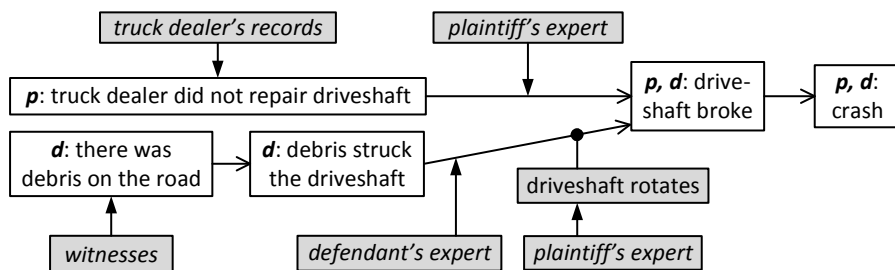 truck dealer's records
plaintiff's expert
p: truck dealer did not repair driveshaft
p, d: drive-
shaft broke
p, d:
crash
d: there was
debris on the road
d: debris struck
the driveshaft
driveshaft rotates
witnesses
defendant's expert
plaintiff's expert